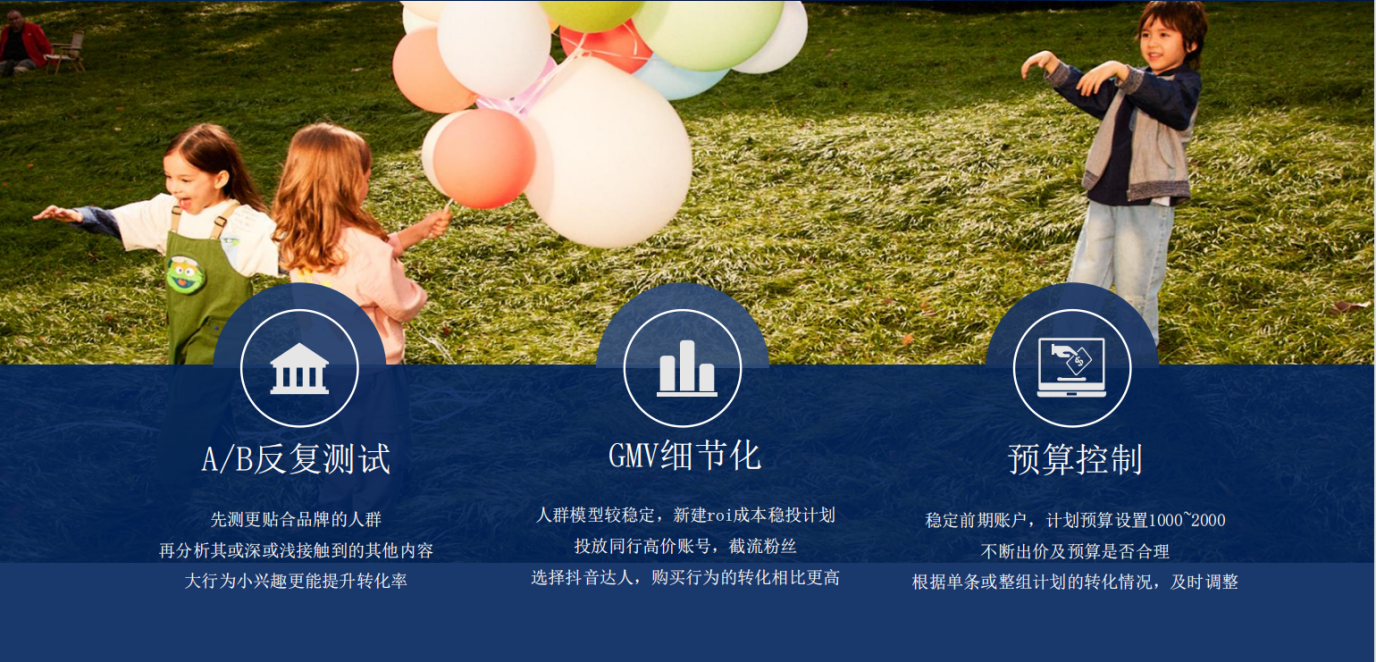 A/B反复测试
先测更贴合品牌的人群
再分析其或深或浅接触到的其他内容
大行为小兴趣更能提升转化率
GMV细节化
人群模型较稳定，新建roi成本稳投计划
投放同行高价账号，截流粉丝
选择抖音达人，购买行为的转化相比更高
预算控制
稳定前期账户，计划预算设置1000~2000
不断出价及预算是否合理
根据单条或整组计划的转化情况，及时调整